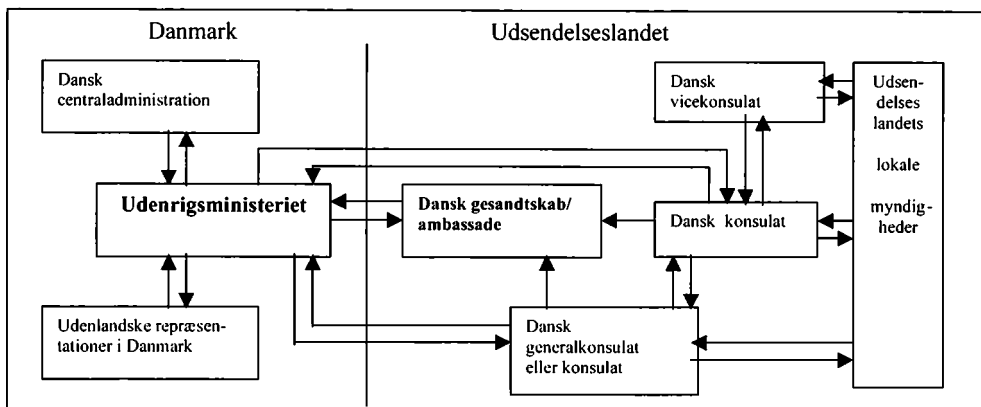 Danmark
Udsendelseslandet
Dansk
centraladministration
Dansk
vicekonsulat
Udsen-
delses
landets
lokale
myndig-
heder
Udenrigsministeriet
Dansk gesandtskab/
ambassade
Dansk konsulat
Udenlandske repræsen-
tationer i Danmark
Dansk
generalkonsulat
eller konsulat